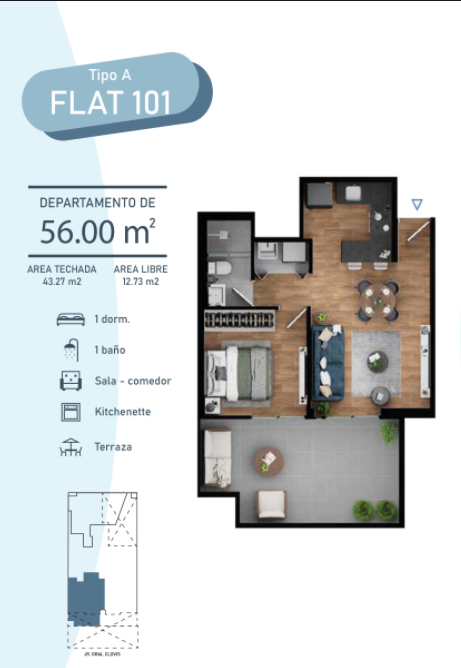 Tipo A
FLAT 101
DEPARTAMENTO DE
56.00 m²
AREA TECHADA
43.27 m2
AREA LIBRE
12.73 m2
1 dorm.
1 baño
Sala - comedor
Kitchenette
Terraza
JR. GRAL CLOVIS